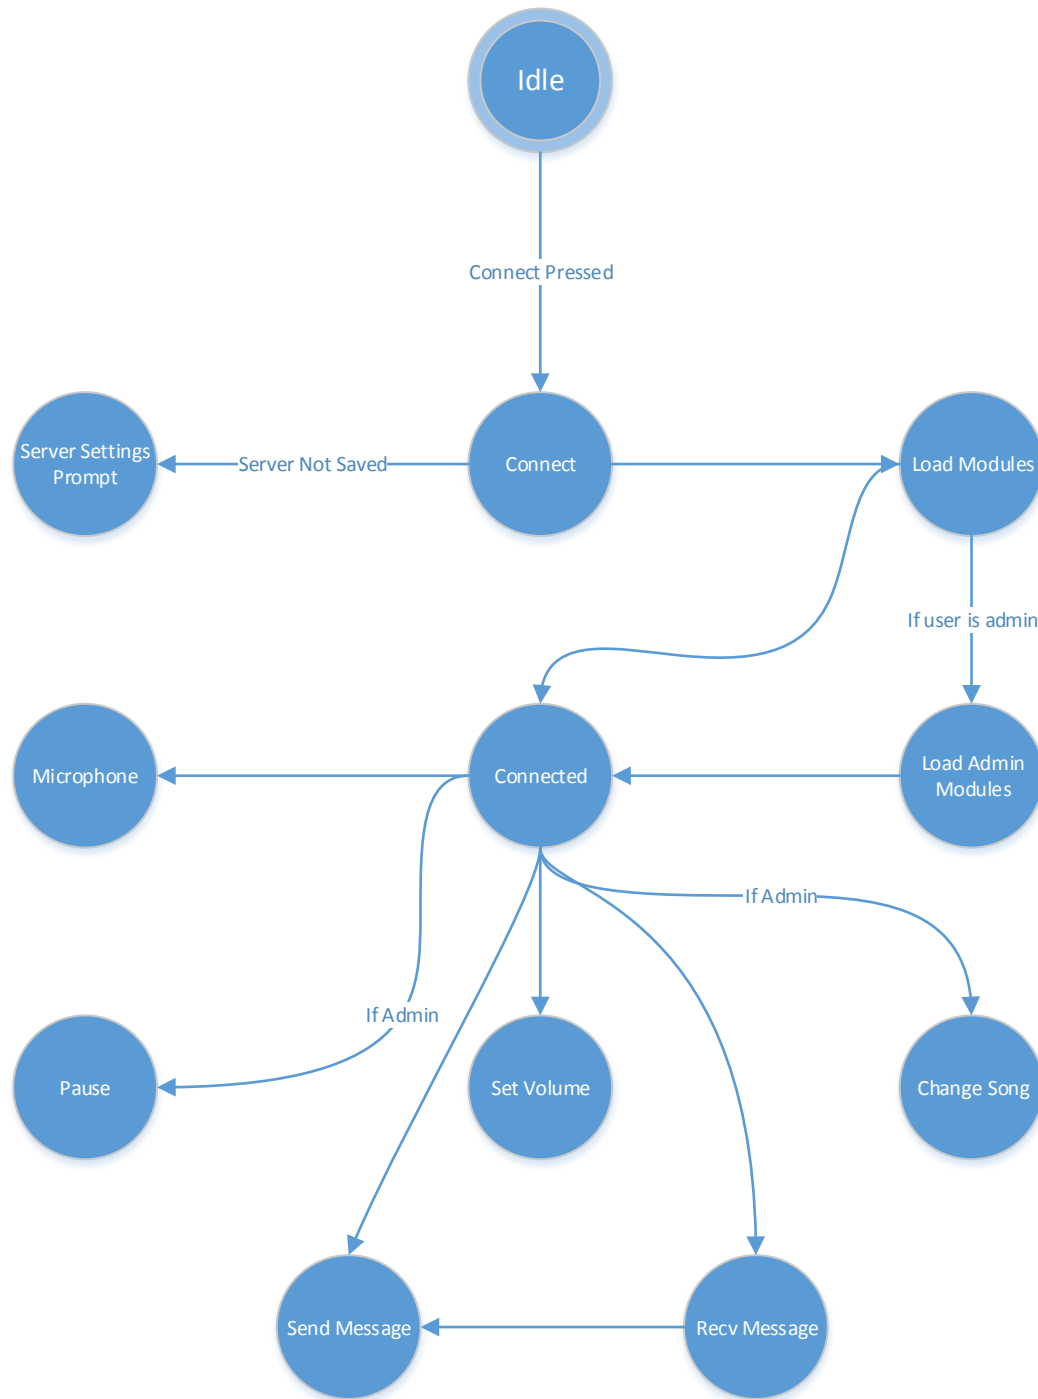 Idle
Connect Pressed
Server Settings
Prompt
Server Not Saved
Connect
Load Modules
If user is admin
Microphone
Connected
Load Admin
Modules
If Admin
If Admin
Pause
Set Volume
Change Song
Send Message
Recv Message